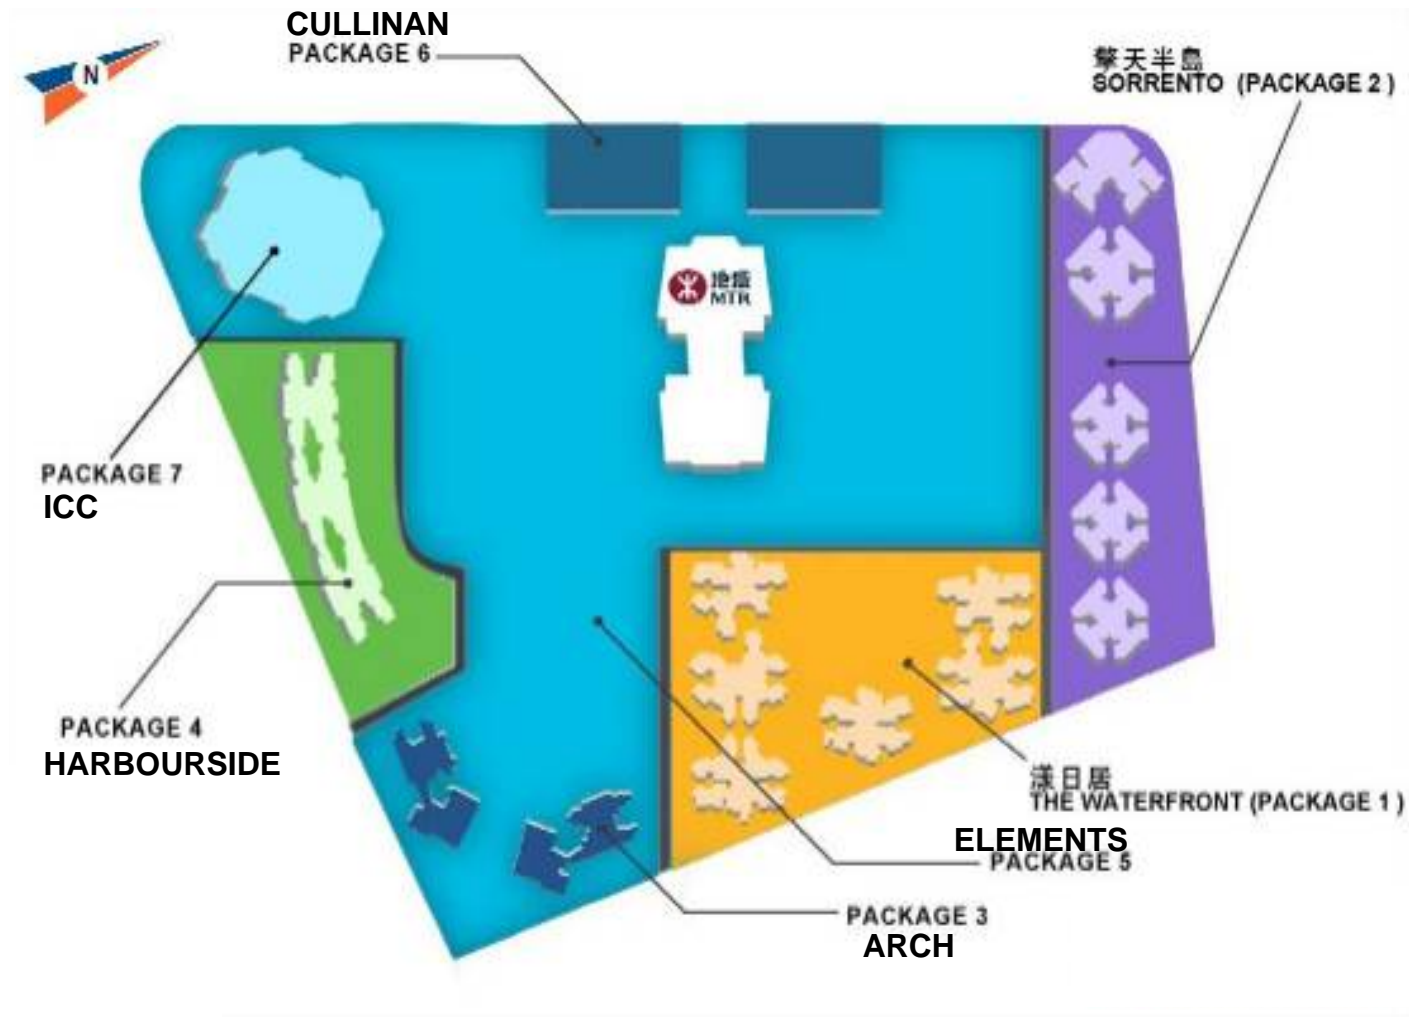 CULLINAN
PACKAGE 6
N
擎天半島
SORRENTO (PACKAGE 2 )
地鐵
MTR
PACKAGE 7
ICC
PACKAGE 4
HARBOURSIDE
漾日居
THE WATERFRONT (PACKAGE 1 )
ELEMENTS
PACKAGE 5
PACKAGE 3
ARCH